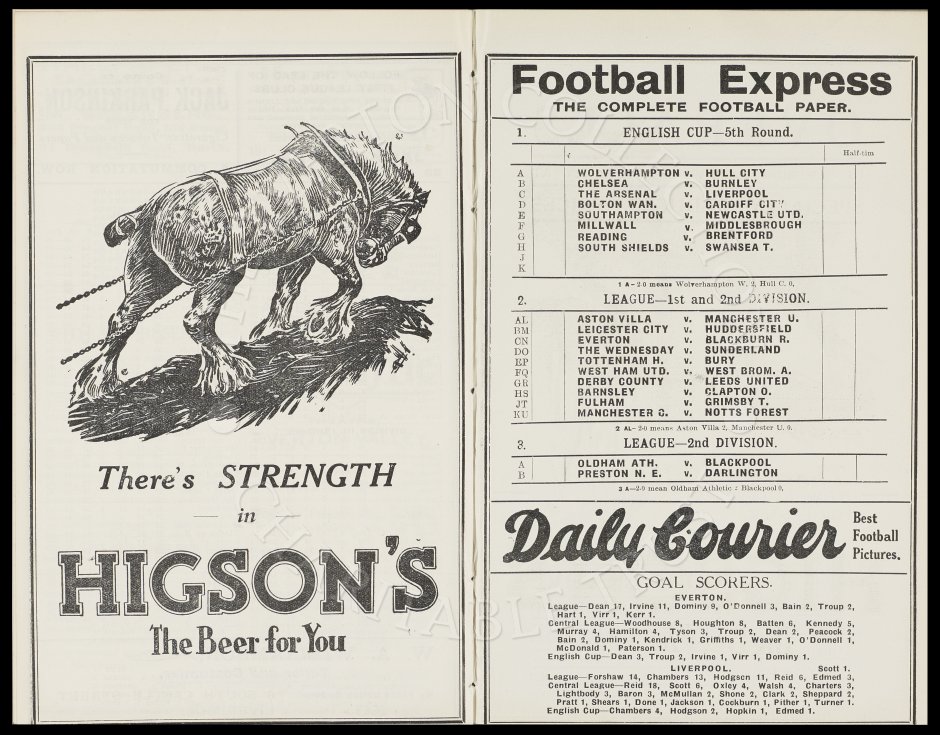 There's STRENGTH
in
HIGSON'S
The Beer for You
Football Express
THE COMPLETE FOOTBALL PAPER.
1. ENGLISH CUP—5th Round.
Half-tim
A WOLVERHAMPTON v. HULL CITY
B CHELSEA v. BURNLEY
C THE ARSENAL v. LIVERPOOL
D BOLTON WAN. v. CARDIFF CITY
E SOUTHAMPTON v. NEWCASTLE UTD.
F MILLWALL v. MIDDLESBROUGH
G READING v. BRENTFORD
H SOUTH SHIELDS v. SWANSEA T.
J
K
1 A—2-0 means Wolverhampton W. 2, Hull C. 0.
2. LEAGUE—1st and 2nd DIVISION.
AL ASTON VILLA v. MANCHESTER U.
BM LEICESTER CITY v. HUDDERSFIELD
CN EVERTON v. BLACKBURN R.
DO THE WEDNESDAY v. SUNDERLAND
EP TOTTENHAM H. v. BURY
FQ WEST HAM UTD. v. WEST BROM. A.
GR DERBY COUNTY v. LEEDS UNITED
HS BARNSLEY v. CLAPTON O.
JT FULHAM v. GRIMSBY T.
KU MANCHESTER C. v. NOTTS FOREST
2 AL—2-0 means Aston Villa 2, Manchester U. 0.
3. LEAGUE—2nd DIVISION.
A OLDHAM ATH. v. BLACKPOOL
B PRESTON N. E. v. DARLINGTON
3 A—2-0 mean Oldham Athletic 2 Blackpool 0.
Daily Courier Best Football Pictures.
GOAL SCORERS.
EVERTON.
League—Dean 17, Irvine 11, Dominy 9, O'Donnell 3, Bain 2, Troup 2,
Hart 1, Virr 1, Kerr 1.
Central League—Woodhouse 8, Houghton 8, Batten 6, Kennedy 5,
Murray 4, Hamilton 4, Tyson 3, Troup 2, Dean 2, Peacock 2,
Bain 2, Dominy 1, Kendrick 1, Griffiths 1, Weaver 1, O'Donnell 1,
McDonald 1, Paterson 1.
English Cup—Dean 3, Troup 2, Irvine 1, Virr 1, Dominy 1.
LIVERPOOL. Scott 1.
League—Forshaw 14, Chambers 13, Hodgson 11, Reid 6, Edmed 3,
Central League—Reid 18, Scott 6, Oxley 4, Walsh 4, Charters 3,
Lightbody 3, Baron 3, McMullan 2, Shone 2, Clark 2, Sheppard 2,
Pratt 1, Shears 1, Done 1, Jackson 1, Cockburn 1, Pither 1, Turner 1.
English Cup—Chambers 4, Hodgson 2, Hopkin 1, Edmed 1.